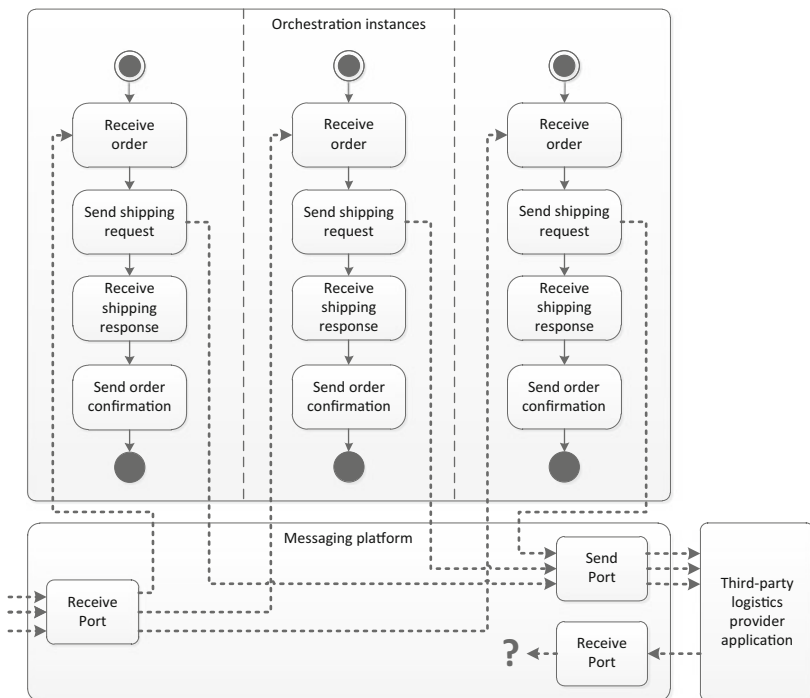 Orchestration instances
Receive
order
Send shipping
request
Receive
shipping
response
Send order
confirmation
Receive
order
Send shipping
request
Receive
shipping
response
Send order
confirmation
Receive
order
Send shipping
request
Receive
shipping
response
Send order
confirmation
Messaging platform
Receive
Port
Send
Port
?
Receive
Port
Third-party
logistics
provider
application